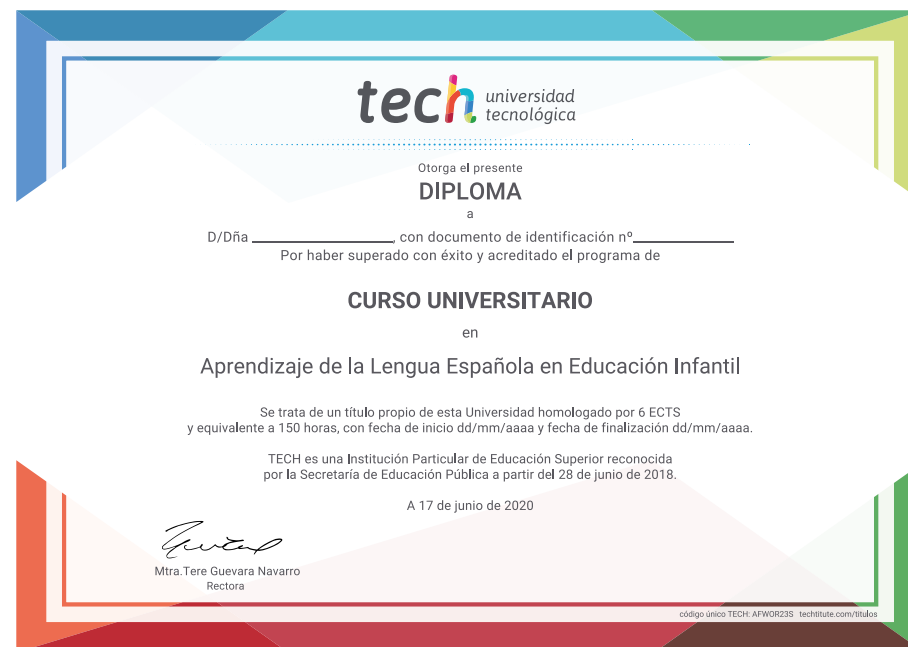 tech universidad
tecnológica
Otorga el presente
DIPLOMA
a
D/Dña ____________________, con documento de identificación nº______________
Por haber superado con éxito y acreditado el programa de
CURSO UNIVERSITARIO
en
Aprendizaje de la Lengua Española en Educación Infantil
Se trata de un título propio de esta Universidad homologado por 6 ECTS
y equivalente a 150 horas, con fecha de inicio dd/mm/aaaa y fecha de finalización dd/mm/aaaa.
TECH es una Institución Particular de Educación Superior reconocida
por la Secretaría de Educación Pública a partir del 28 de junio de 2018.
A 17 de junio de 2020
Mtra.Tere Guevara Navarro
Rectora
código único TECH: AFWOR23S techtitute.com/titulos